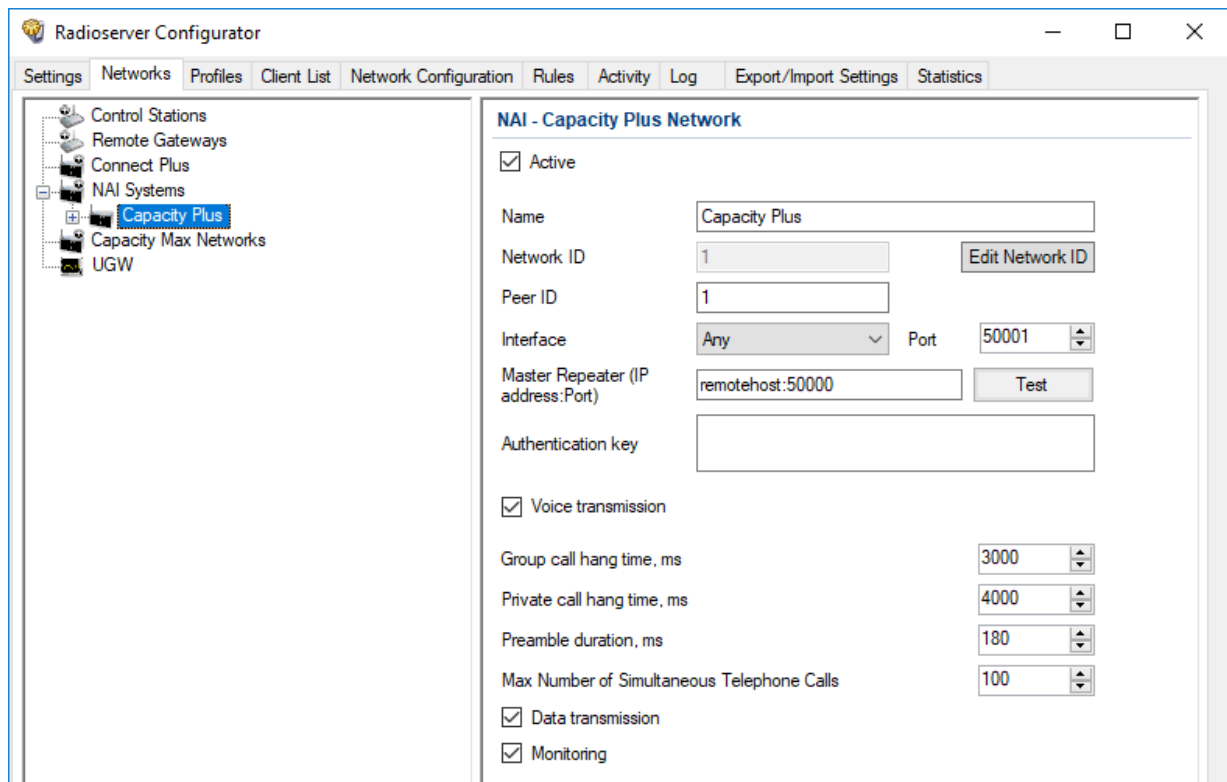 Radioserver Configurator
Settings Networks Profiles Client List Network Configuration Rules Activity Log Export/Import Settings Statistics
Control Stations
Remote Gateways
Connect Plus
NAI Systems
Capacity Plus
Capacity Max Networks
UGW
NAI - Capacity Plus Network
Active
Name Capacity Plus
Network ID 1 Edit Network ID
Peer ID 1
Interface Any Port 50001
Master Repeater (IP
address:Port) remotehost:50000 Test
Authentication key
Voice transmission
Group call hang time, ms 3000
Private call hang time, ms 4000
Preamble duration, ms 180
Max Number of Simultaneous Telephone Calls 100
Data transmission
Monitoring